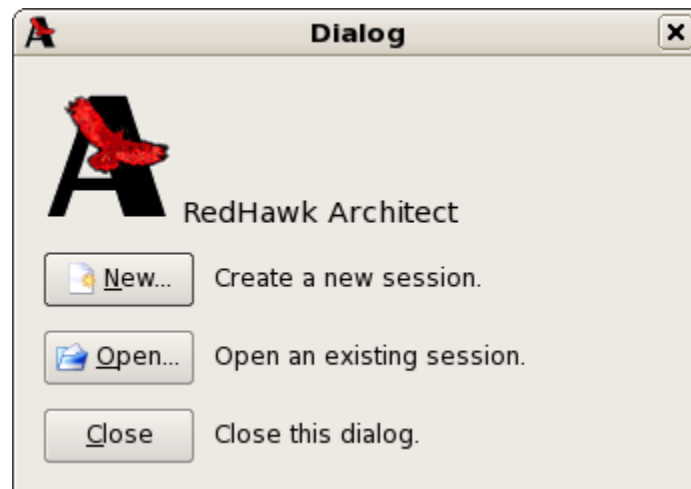 Dialog
RedHawk Architect
New... Create a new session.
Open... Open an existing session.
Close Close this dialog.